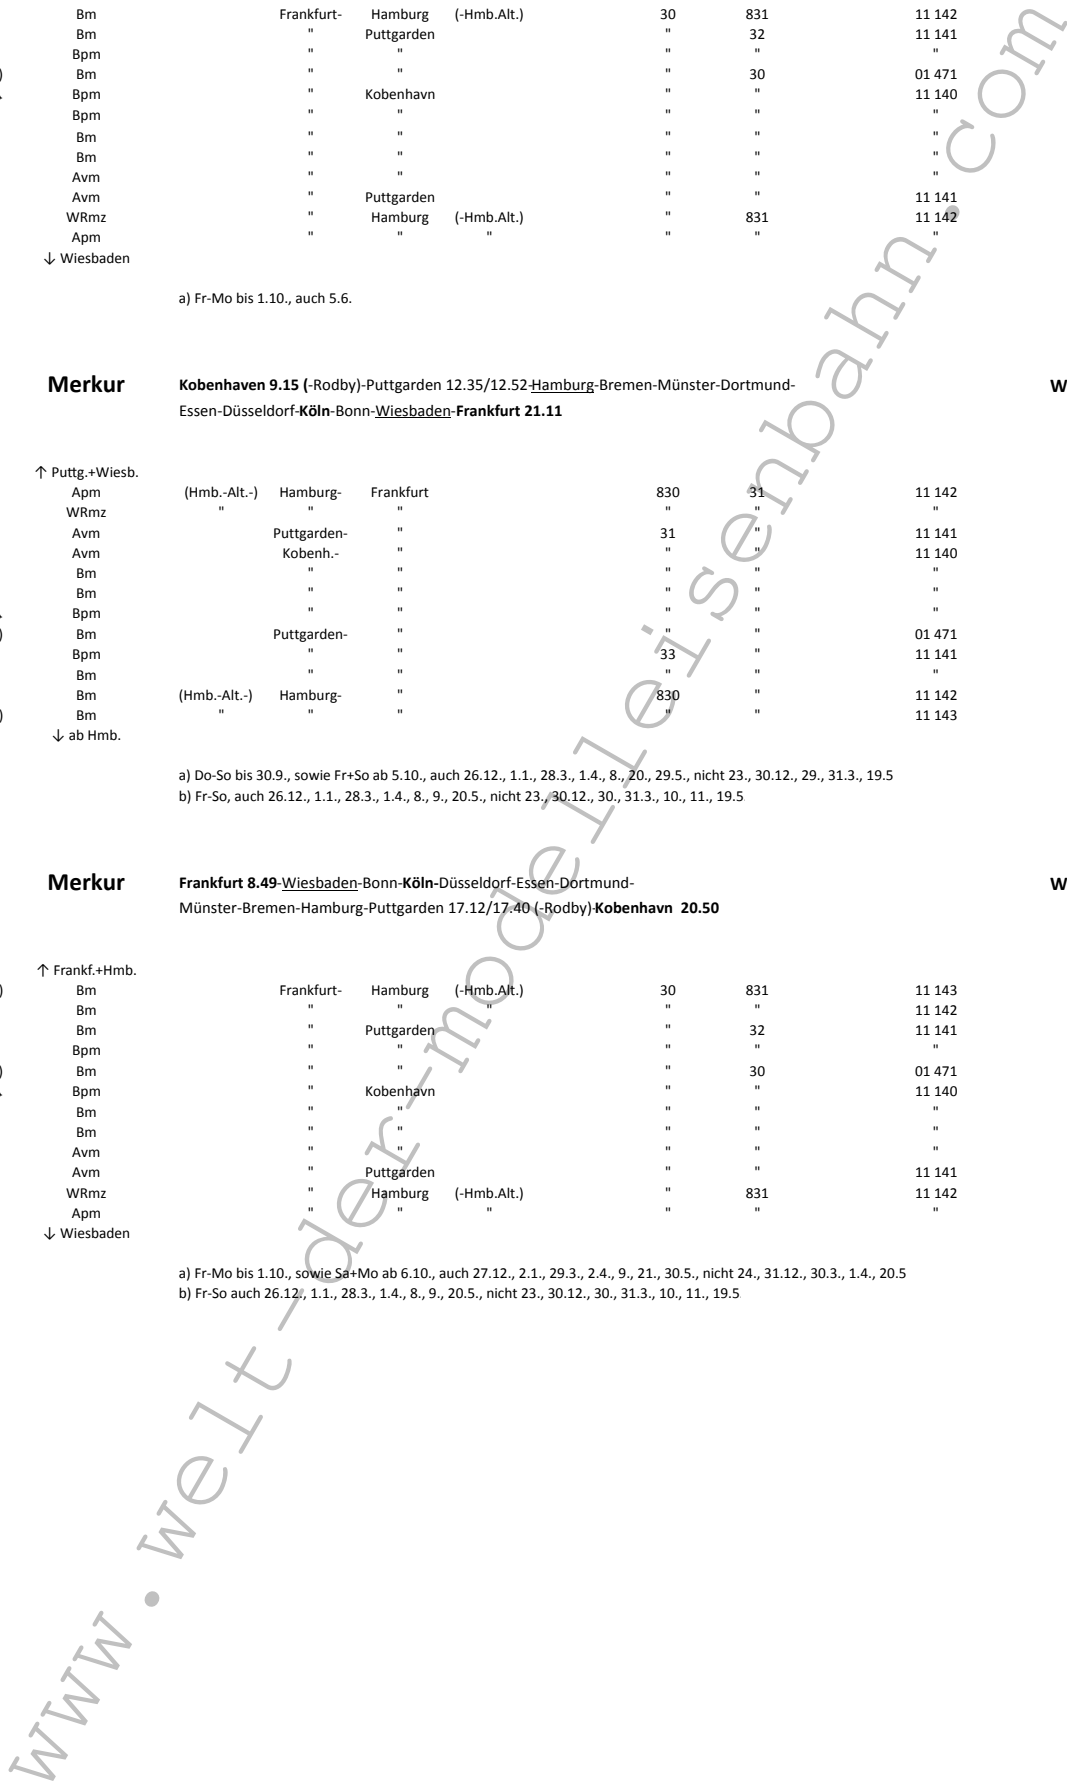 Bm Frankfurt- Hamburg (-Hmb.Alt.) 30 831 11 142
Bm " Puttgarden " 32 11 141
Bpm " " " " "
) Bm " " " 30 01 471
Bpm " Kobenhavn " " 11 140
Bpm " " " " "
Bm " " " " "
Bm " " " " "
Avm " " " " "
Avm " Puttgarden " " 11 141
WRmz " Hamburg (-Hmb.Alt.) " 831 11 142
Apm " " " " " "
↓ Wiesbaden
a) Fr-Mo bis 1.10., auch 5.6.
Merkur Kobenhaven 9.15 (-Rodby)-Puttgarden 12.35/12.52-Hamburg-Bremen-Münster-Dortmund- W
Essen-Düsseldorf-Köln-Bonn-Wiesbaden-Frankfurt 21.11
↑ Puttg.+Wiesb.
Apm (Hmb.-Alt.-) Hamburg- Frankfurt 830 31 11 142
WRmz " " " " " "
Avm Puttgarden- " 31 " 11 141
Avm Kobenh.- " " " 11 140
Bm " " " " "
Bm " " " " "
Bpm " " " " "
) Bm Puttgarden- " " " 01 471
Bpm " " 33 " 11 141
Bm " " " " "
Bm (Hmb.-Alt.-) Hamburg- " 830 " 11 142
) Bm " " " " " 11 143
↓ ab Hmb.
a) Do-So bis 30.9., sowie Fr+So ab 5.10., auch 26.12., 1.1., 28.3., 1.4., 8., 20., 29.5., nicht 23., 30.12., 29., 31.3., 19.5
b) Fr-So, auch 26.12., 1.1., 28.3., 1.4., 8., 9., 20.5., nicht 23., 30.12., 30., 31.3., 10., 11., 19.5
Merkur Frankfurt 8.49-Wiesbaden-Bonn-Köln-Düsseldorf-Essen-Dortmund- W
Münster-Bremen-Hamburg-Puttgarden 17.12/17.40 (-Rodby)-Kobenhavn 20.50
↑ Frankf.+Hmb.
) Bm Frankfurt- Hamburg (-Hmb.Alt.) 30 831 11 143
Bm " " " " " 11 142
Bm " Puttgarden " 32 11 141
Bpm " " " " "
) Bm " " " 30 01 471
Bpm " Kobenhavn " " 11 140
Bm " " " " "
Bm " " " " "
Avm " " " " "
Avm " Puttgarden " " 11 141
WRmz " Hamburg (-Hmb.Alt.) " 831 11 142
Apm " " " " " "
↓ Wiesbaden
a) Fr-Mo bis 1.10., sowie Sa+Mo ab 6.10., auch 27.12., 2.1., 29.3., 2.4., 9., 21., 30.5., nicht 24., 31.12., 30.3., 1.4., 20.5
b) Fr-So auch 26.12., 1.1., 28.3., 1.4., 8., 9., 20.5., nicht 23., 30.12., 30., 31.3., 10., 11., 19.5
www.welt-der-modelleisenbahn.com